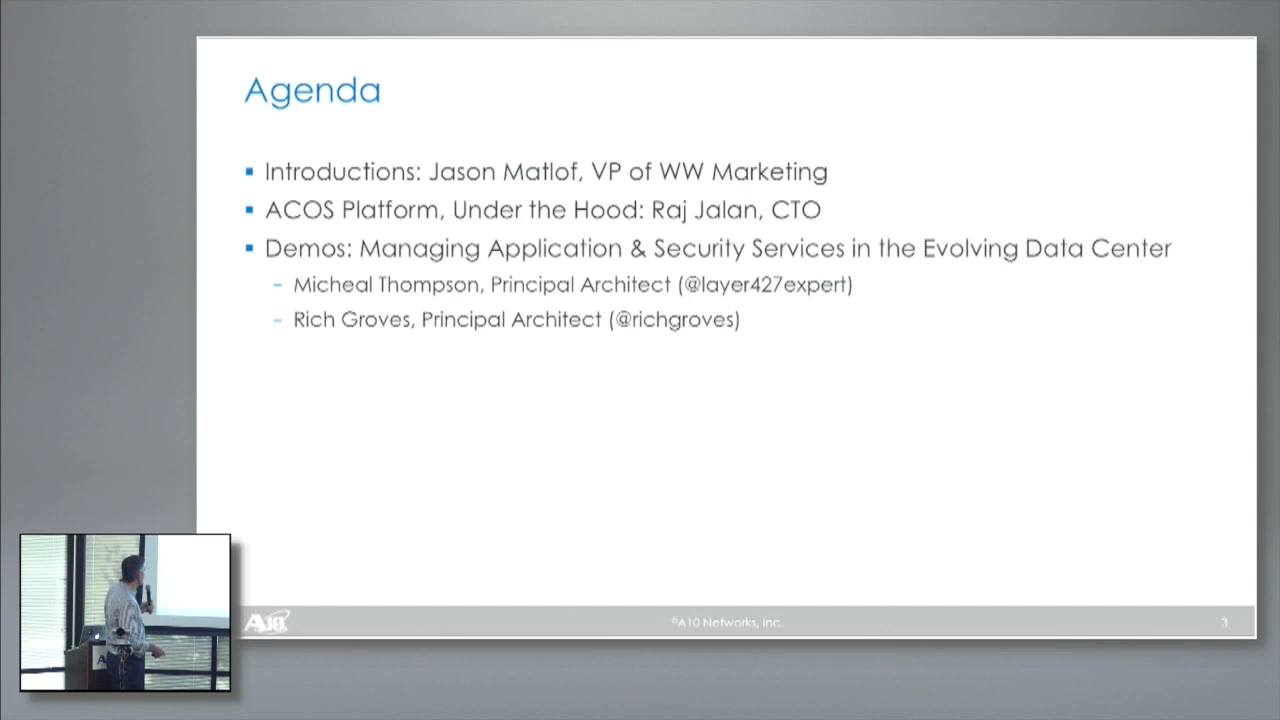 Agenda
▪ Introductions: Jason Matlof, VP of WW Marketing
▪ ACOS Platform, Under the Hood: Raj Jalan, CTO
▪ Demos: Managing Application & Security Services in the Evolving Data Center
– Micheal Thompson, Principal Architect (@layer427expert)
– Rich Groves, Principal Architect (@richgroves)
A10
©A10 Networks, Inc.
3
A